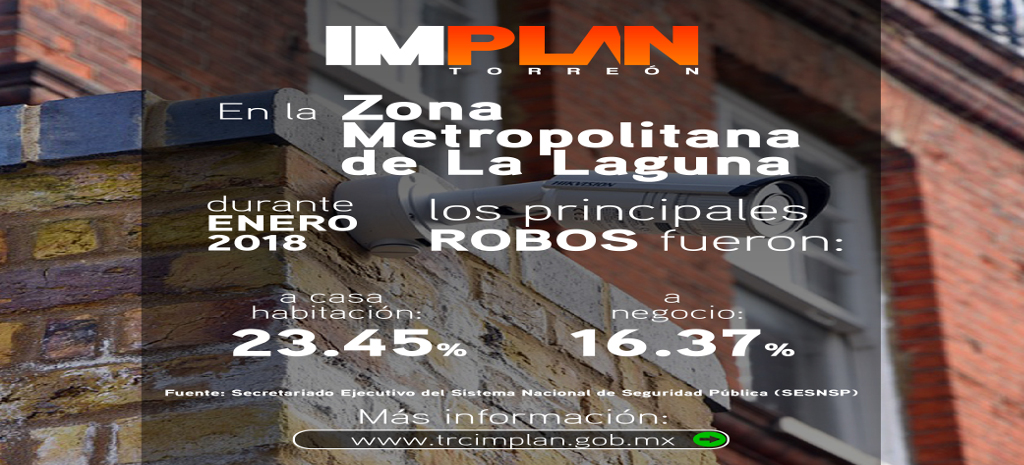 IMPLAN
TORREÓN
En la Zona
Metropolitana
de La Laguna
durante
ENERO
2018
los principales
ROBOS fueron:
HIKVISION
a casa
habitación:
23.45%
a
negocio:
16.37%
Fuente: Secretariado Ejecutivo del Sistema Nacional de Seguridad Pública (SESNSP)
Más información:
www.trcimplan.gob.mx